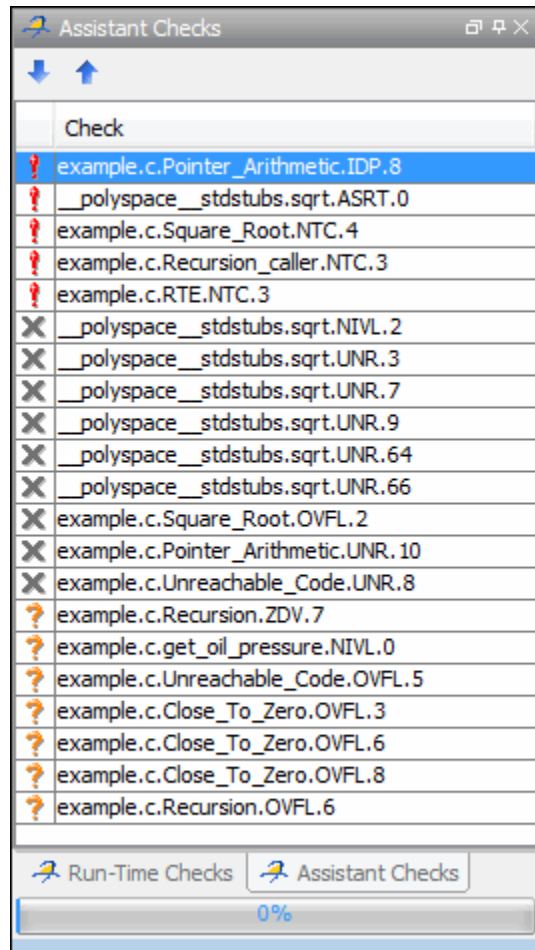 Assistant Checks
Check
example.c.Pointer_Arithmetic.IDP.8
__polyspace__stdstubs.sqrt.ASRT.0
example.c.Square_Root.NTC.4
example.c.Recursion_caller.NTC.3
example.c.RTE.NTC.3
__polyspace__stdstubs.sqrt.NIVL.2
__polyspace__stdstubs.sqrt.UNR.3
__polyspace__stdstubs.sqrt.UNR.7
__polyspace__stdstubs.sqrt.UNR.9
__polyspace__stdstubs.sqrt.UNR.64
__polyspace__stdstubs.sqrt.UNR.66
example.c.Square_Root.OVFL.2
example.c.Pointer_Arithmetic.UNR.10
example.c.Unreachable_Code.UNR.8
example.c.Recursion.ZDV.7
example.c.get_oil_pressure.NIVL.0
example.c.Unreachable_Code.OVFL.5
example.c.Close_To_Zero.OVFL.3
example.c.Close_To_Zero.OVFL.6
example.c.Close_To_Zero.OVFL.8
example.c.Recursion.OVFL.6
Run-Time Checks Assistant Checks
0%